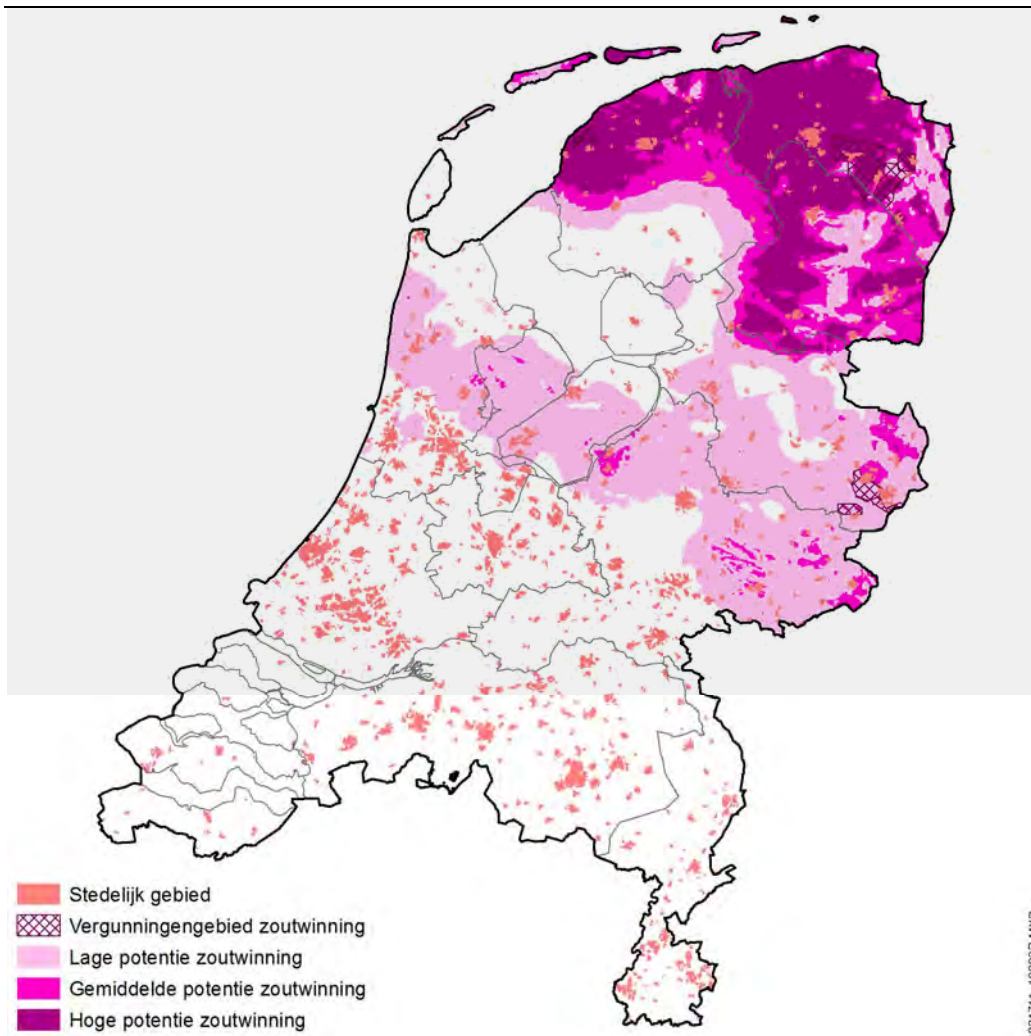 Stedelijk gebied
Vergunningengebied zoutwinning
Lage potentie zoutwinning
Gemiddelde potentie zoutwinning
Hoge potentie zoutwinning